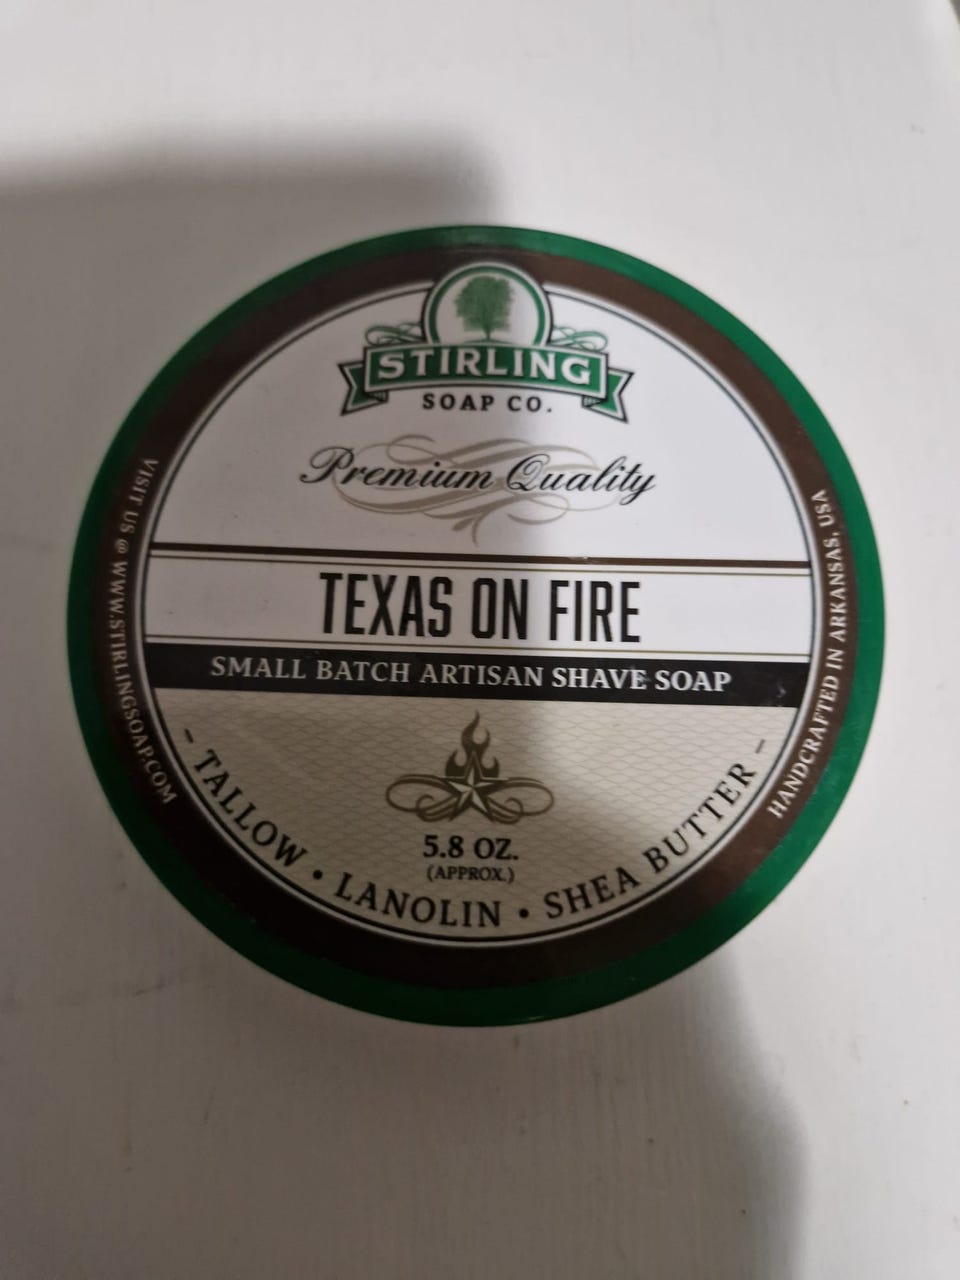 STIRLING
SOAP CO.
Premium Quality
TEXAS ON FIRE
SMALL BATCH ARTISAN SHAVE SOAP
5.8 OZ.
(APPROX.)
- TALLOW • LANOLIN • SHEA BUTTER -
VISIT US @ WWW.STIRLINGSOAP.COM
HANDCRAFTED IN ARKANSAS, USA